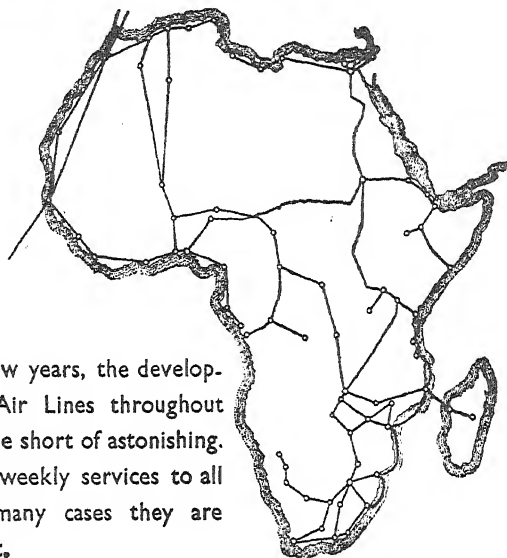 w years, the develop-
Air Lines throughout
e short of astonishing.
weekly services to all
many cases they are